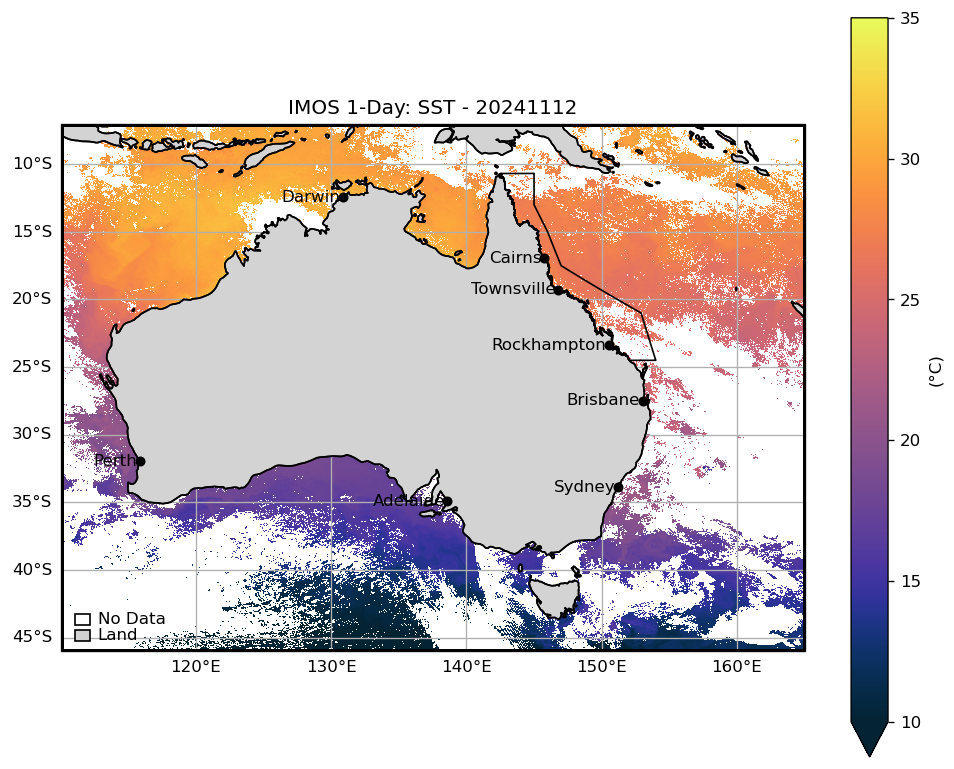 IMOS 1-Day: SST - 20241112
35
30
25
20
15
10
(°C)
10°S
15°S
20°S
25°S
30°S
35°S
40°S
45°S
Darwin
Cairns
Townsville
Rockhampton
Brisbane
Perth
Sydney
Adelaide
No Data
Land
120°E
130°E
140°E
150°E
160°E